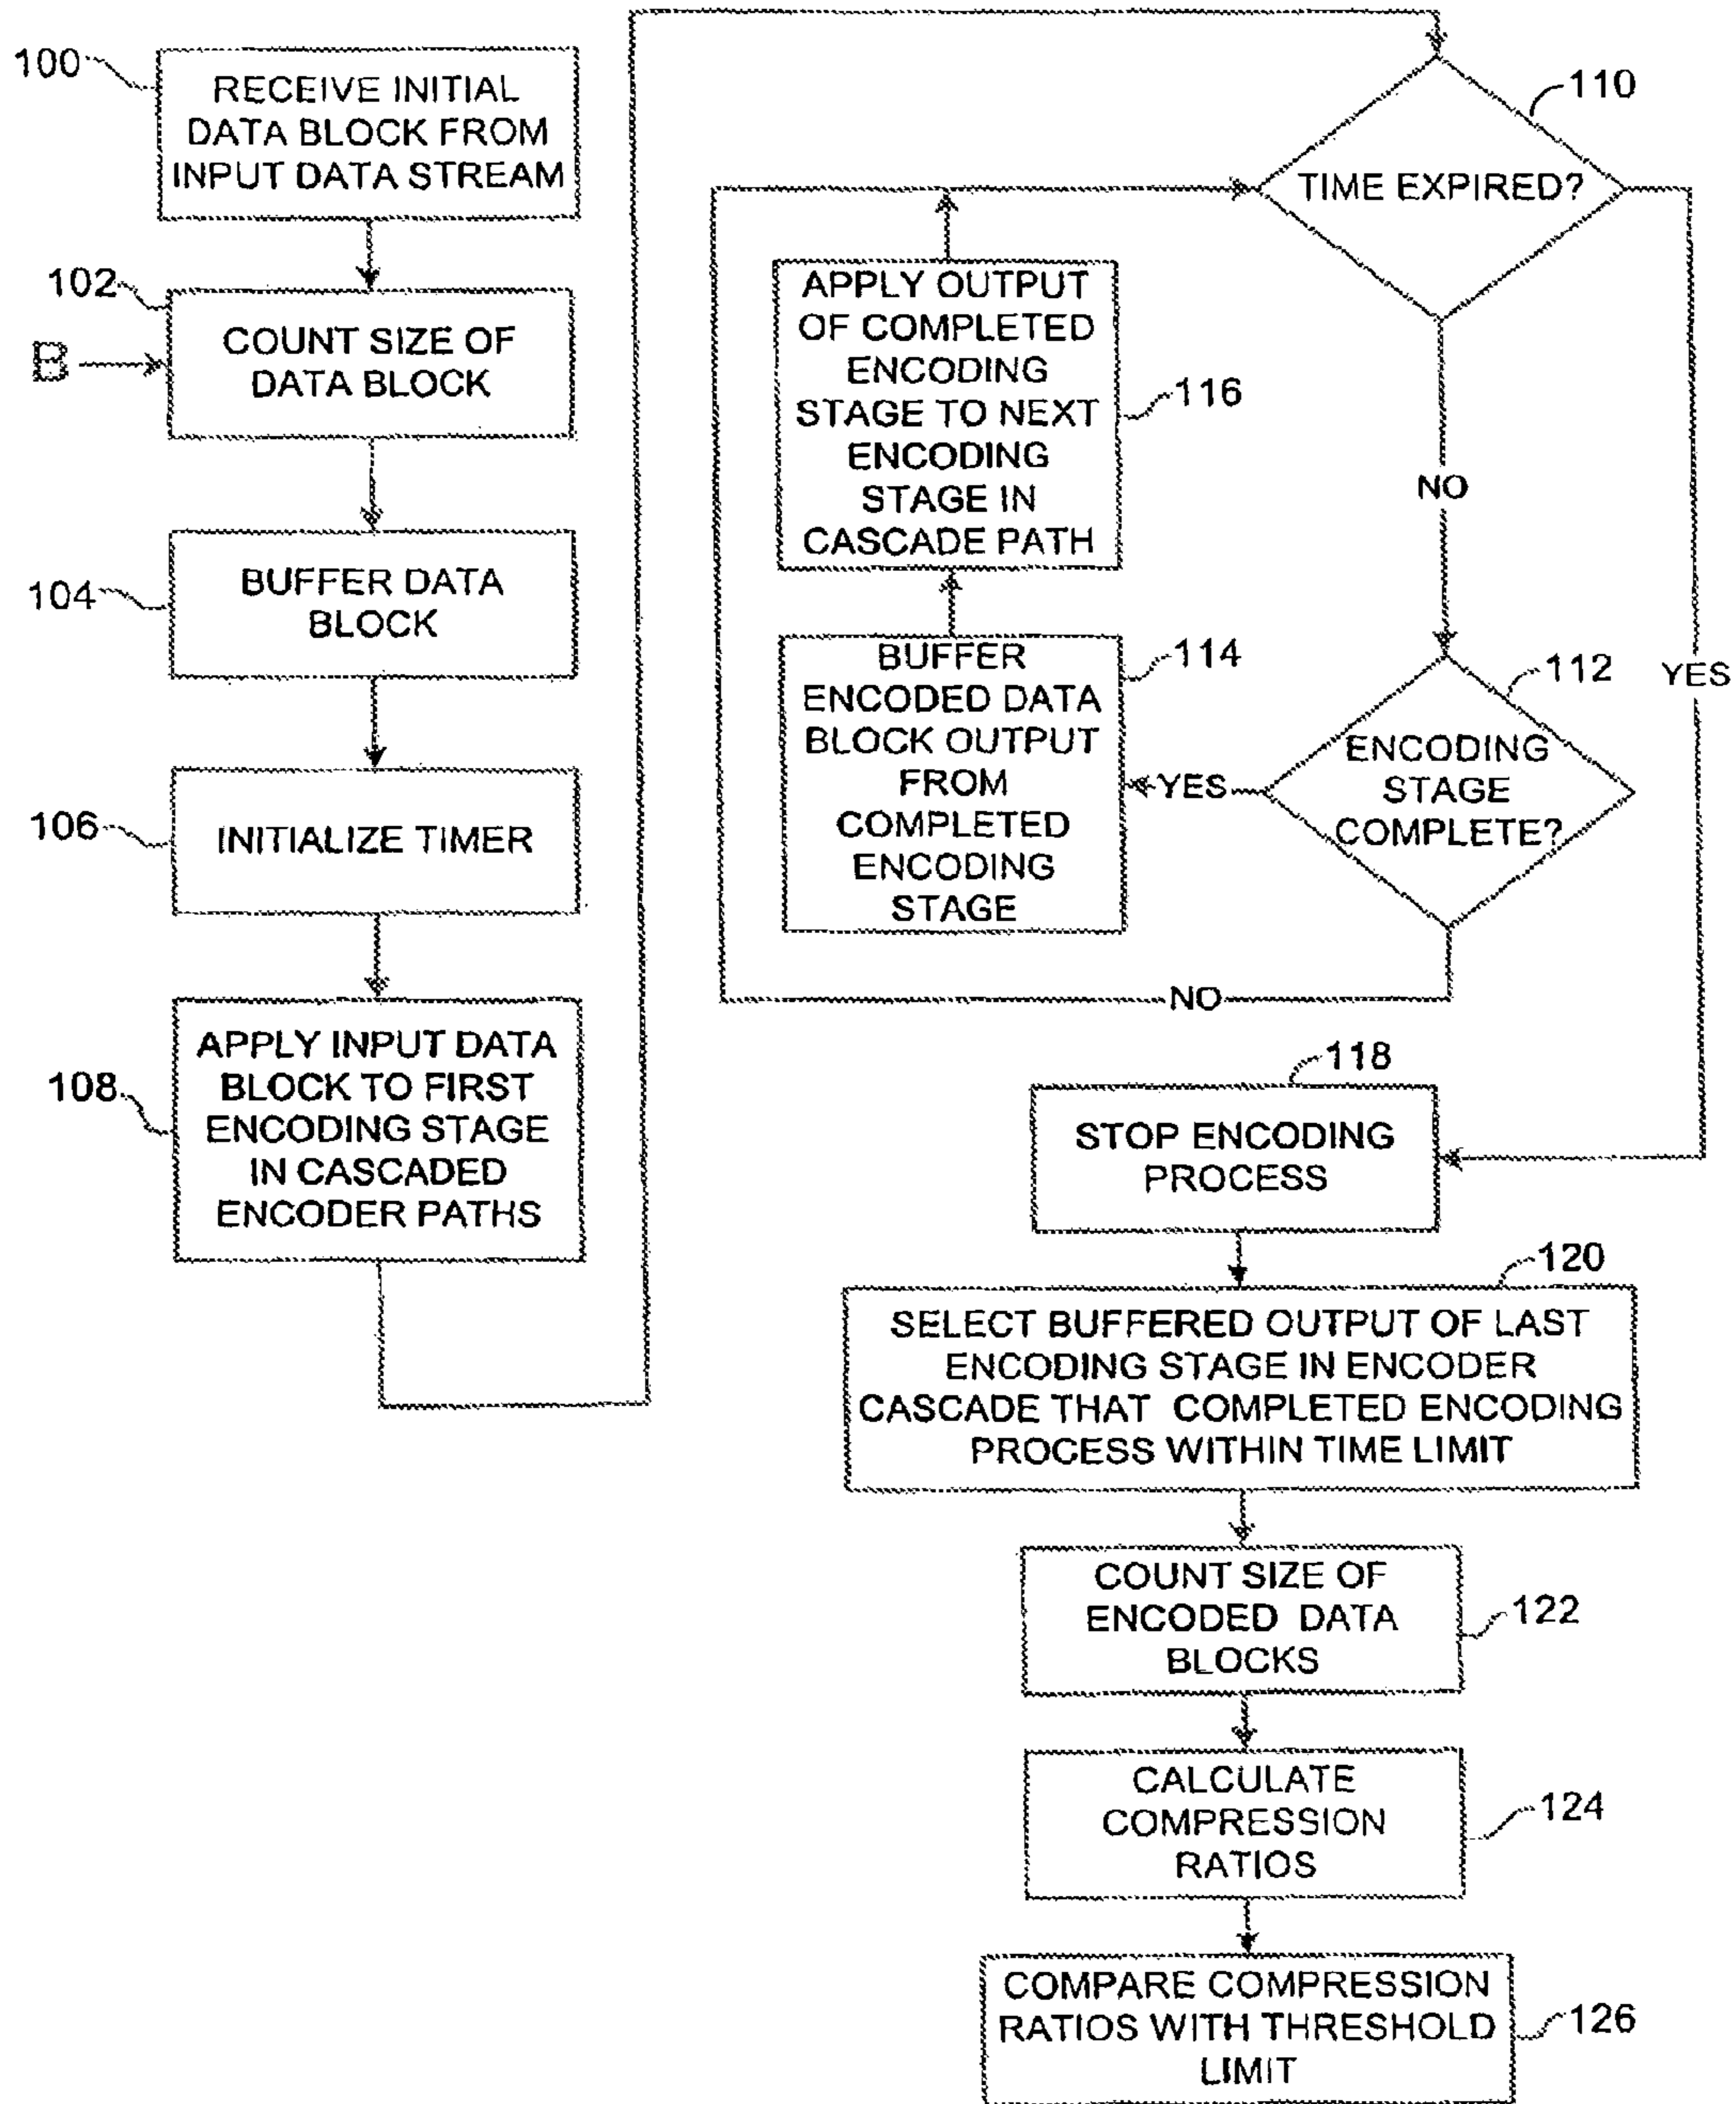 100
RECEIVE INITIAL
DATA BLOCK FROM
INPUT DATA STREAM
102
B
COUNT SIZE OF
DATA BLOCK
104
BUFFER DATA
BLOCK
106
INITIALIZE TIMER
108
APPLY INPUT DATA
BLOCK TO FIRST
ENCODING STAGE
IN CASCADED
ENCODER PATHS
110
TIME EXPIRED?
NO
YES
112
ENCODING
STAGE
COMPLETE?
YES
NO
114
BUFFER
ENCODED DATA
BLOCK OUTPUT
FROM
COMPLETED
ENCODING
STAGE
116
APPLY OUTPUT
OF COMPLETED
ENCODING
STAGE TO NEXT
ENCODING
STAGE IN
CASCADE PATH
118
STOP ENCODING
PROCESS
120
SELECT BUFFERED OUTPUT OF LAST
ENCODING STAGE IN ENCODER
CASCADE THAT COMPLETED ENCODING
PROCESS WITHIN TIME LIMIT
122
COUNT SIZE OF
ENCODED DATA
BLOCKS
124
CALCULATE
COMPRESSION
RATIOS
126
COMPARE COMPRESSION
RATIOS WITH THRESHOLD
LIMIT